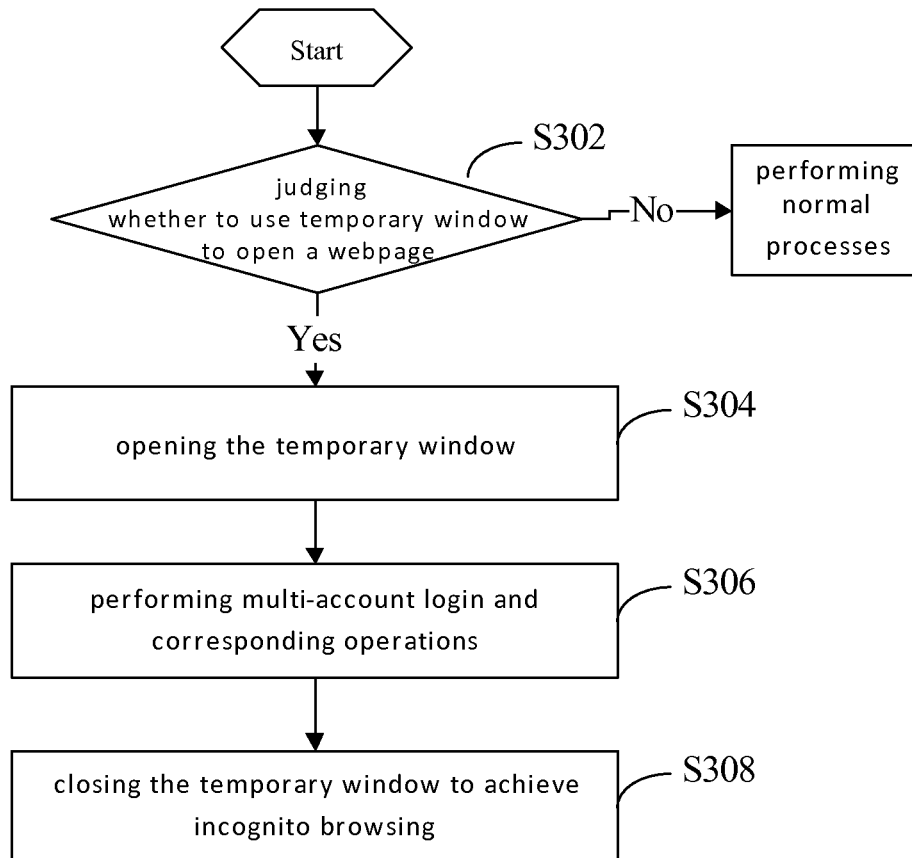 Start
S302
judging
whether to use temporary window
to open a webpage
No
performing
normal
processes
Yes
S304
opening the temporary window
S306
performing multi-account login and
corresponding operations
S308
closing the temporary window to achieve
incognito browsing